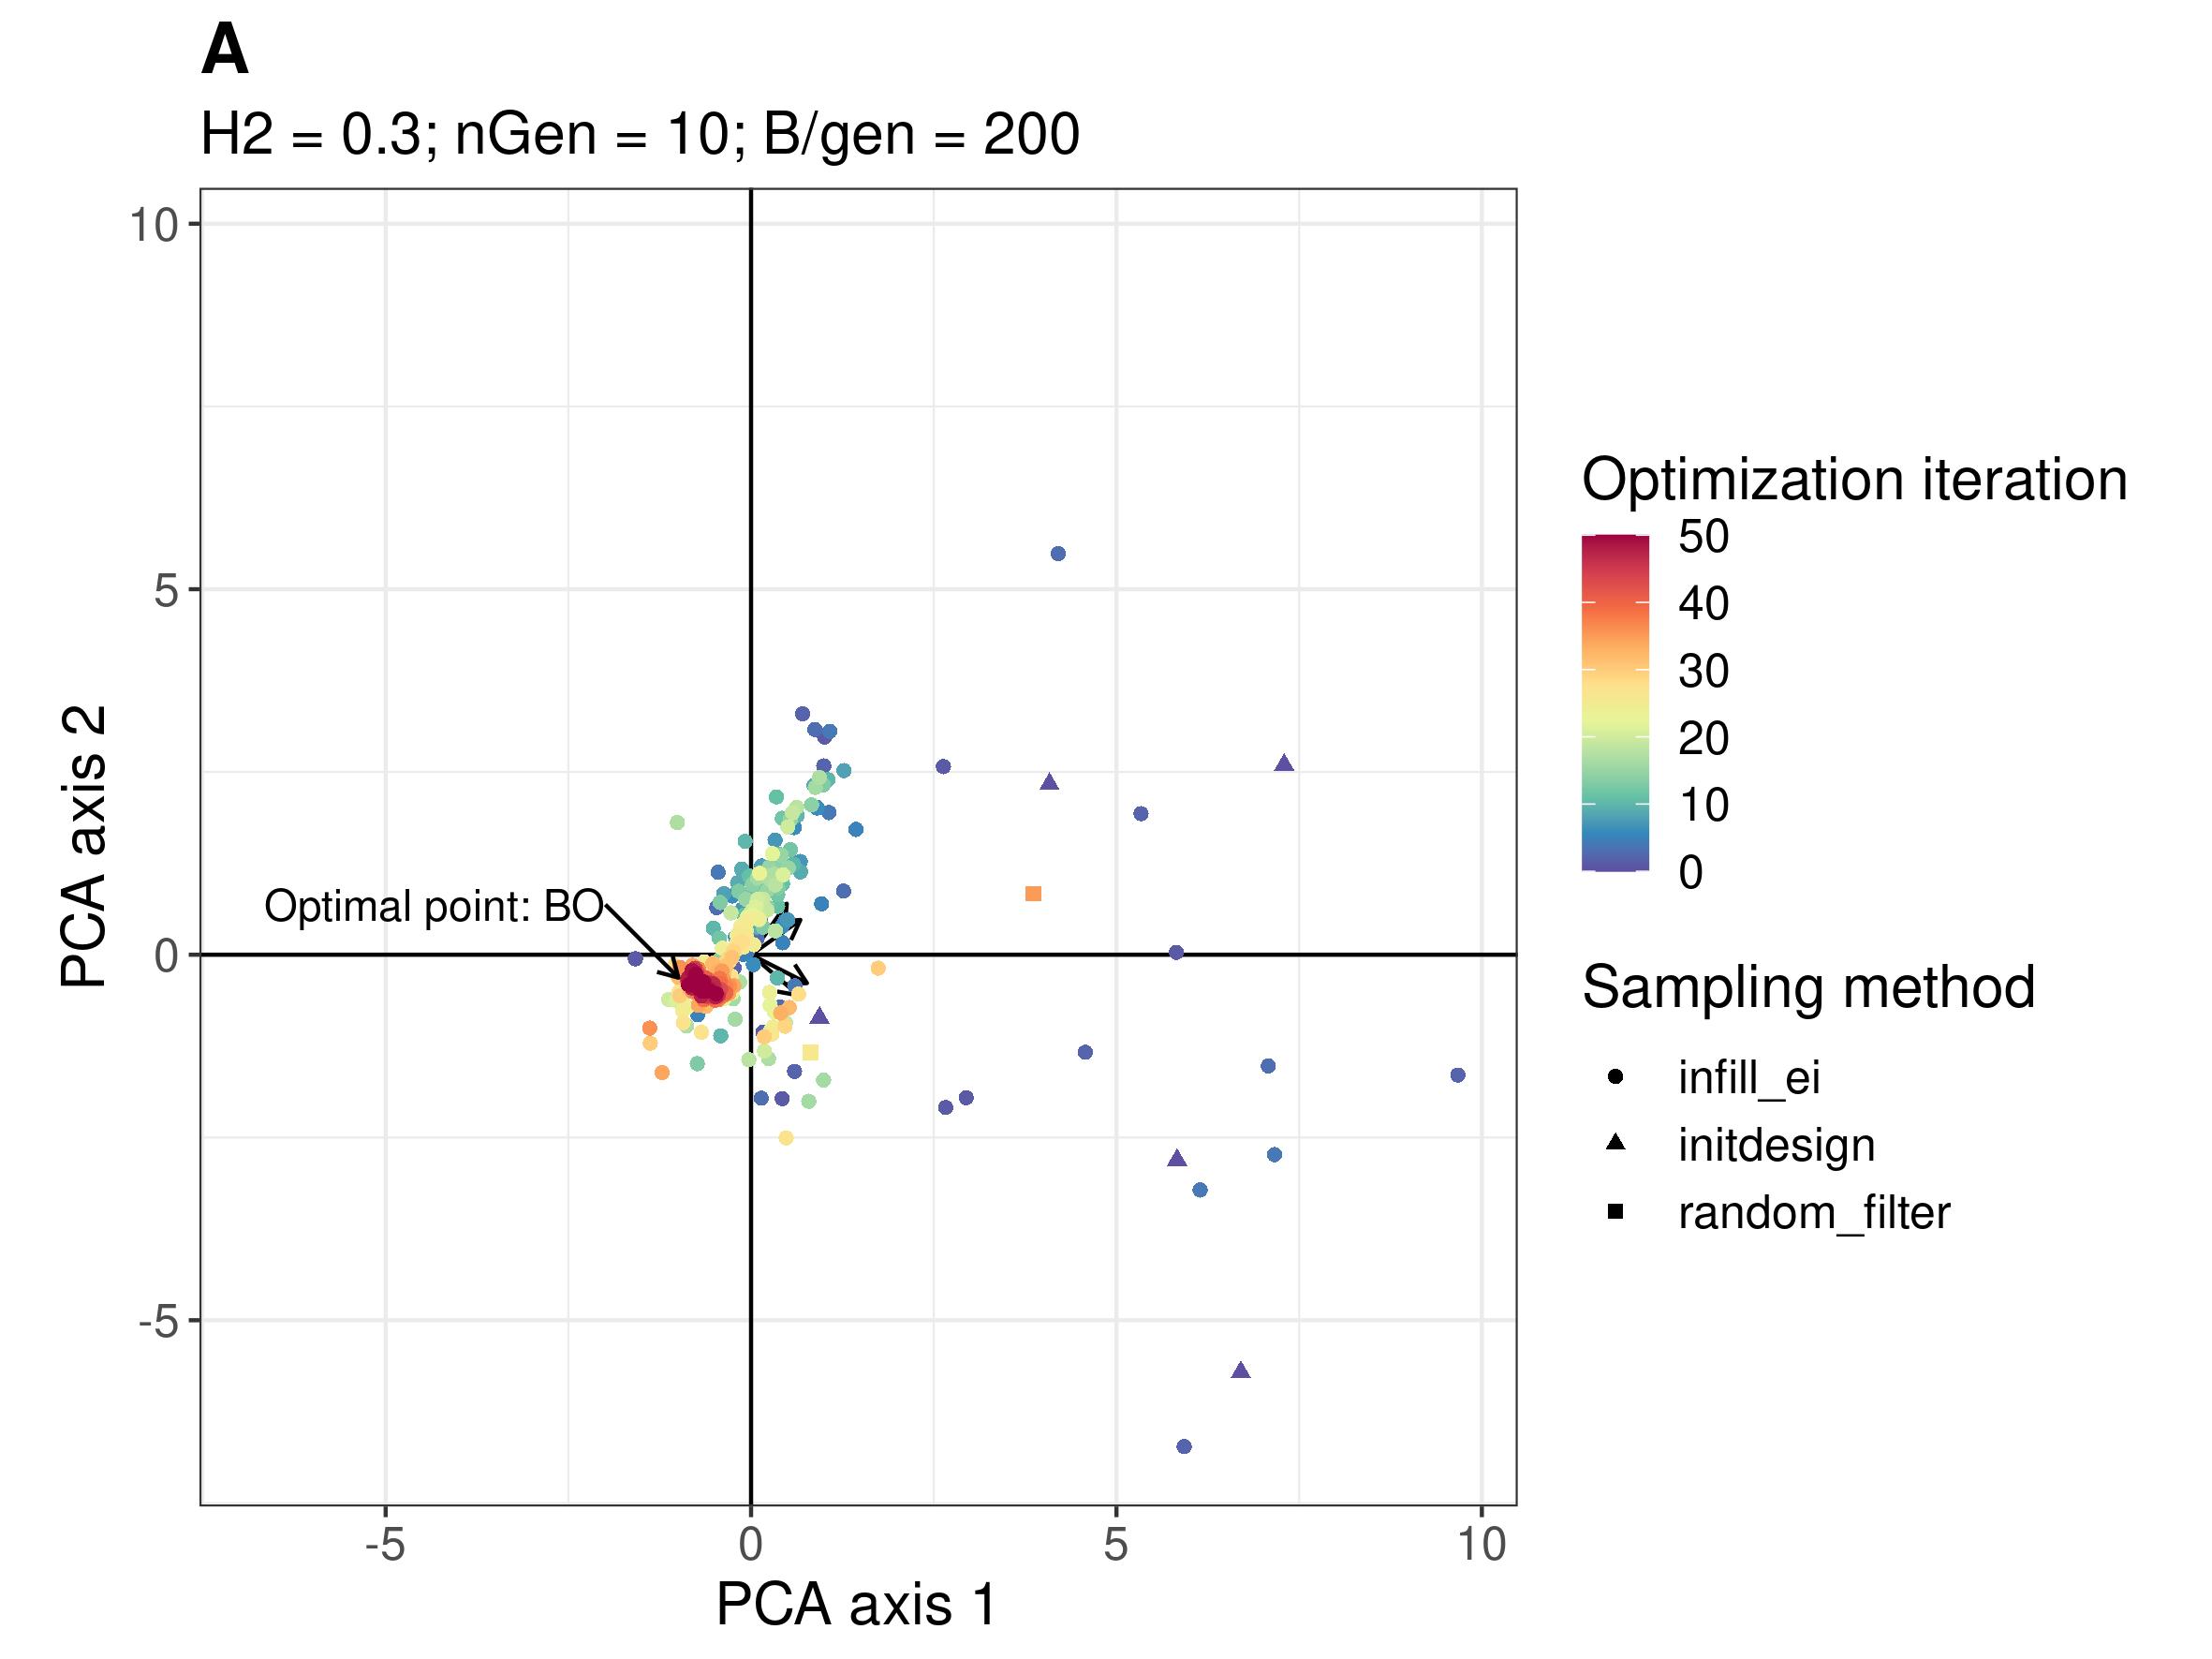 A
H2 = 0.3; nGen = 10; B/gen = 200
10
5
0
-5
PCA axis 2
Optimal point: BO
-5
0
5
10
PCA axis 1
Optimization iteration
50
40
30
20
10
0
Sampling method
infill_ei
initdesign
random_filter